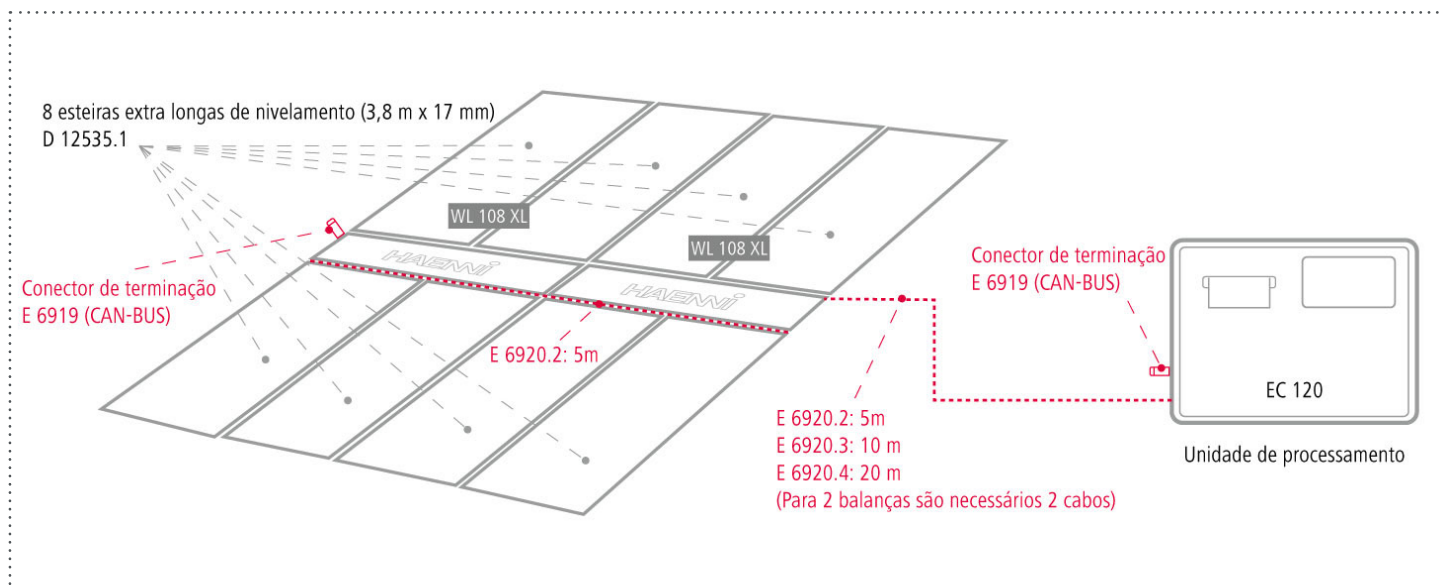 8 esteiras extra longas de nivelamento (3,8 m x 17 mm)
D 12535.1
WL 108 XL
WL 108 XL
HAENNI
HAENNI
Conector de terminação
E 6919 (CAN-BUS)
E 6920.2: 5m
Conector de terminação
E 6919 (CAN-BUS)
E 6920.2: 5m
E 6920.3: 10 m
E 6920.4: 20 m
(Para 2 balanças são necessários 2 cabos)
EC 120
Unidade de processamento